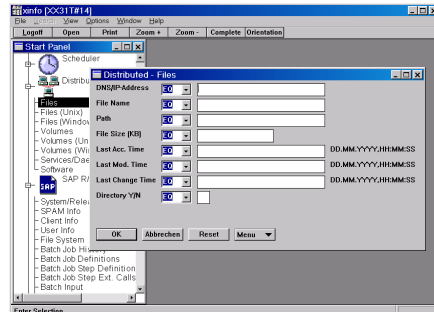 xinfo [XX31T#14]
File Search View Options Window Help
Logoff Open Print Zoom + Zoom - Complete Orientation
Start Panel
Scheduler
Distribu
Files
Files (Unix)
Files (Window
Volumes
Volumes (Un
Volumes (Wi
Services/Dae
Software
SAP
SAP R/
System/Relea
SPAM Info
Client Info
User Info
File System
Batch Job His
Batch Job Definitions
Batch Job Step Definition
Batch Job Step Ext. Calls
Batch Input
Distributed - Files
DNS/IP-Address EQ
File Name EQ
Path EQ
File Size [KB] EQ
Last Acc. Time EQ DD.MM.YYYY,HH:MM:SS
Last Mod. Time EQ DD.MM.YYYY,HH:MM:SS
Last Change Time EQ DD.MM.YYYY,HH:MM:SS
Directory Y/N EQ
OK Abbrechen Reset Menu
Enter Selection